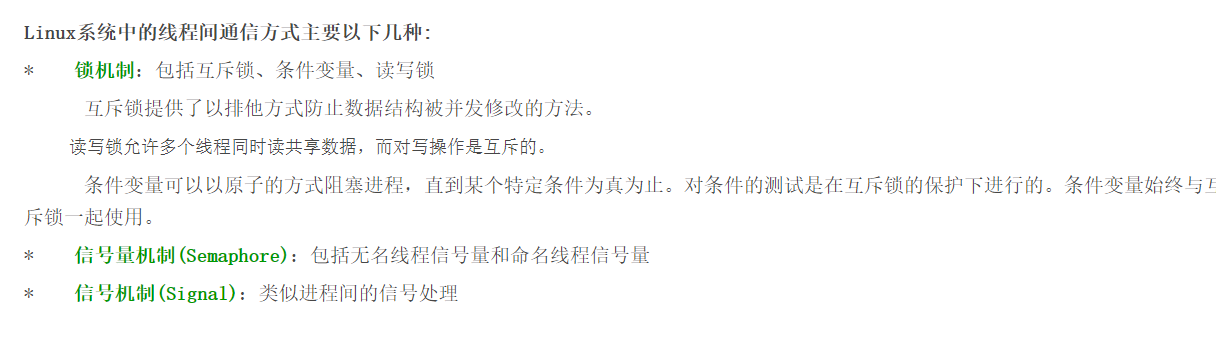 Linux系统中的线程间通信方式主要以下几种:
* 锁机制：包括互斥锁、条件变量、读写锁
互斥锁提供了以排他方式防止数据结构被并发修改的方法。
读写锁允许多个线程同时读共享数据，而对写操作是互斥的。
条件变量可以以原子的方式阻塞进程，直到某个特定条件为真为止。对条件的测试是在互斥锁的保护下进行的。条件变量始终与互
斥锁一起使用。
* 信号量机制(Semaphore)：包括无名线程信号量和命名线程信号量
* 信号机制(Signal)：类似进程间的信号处理